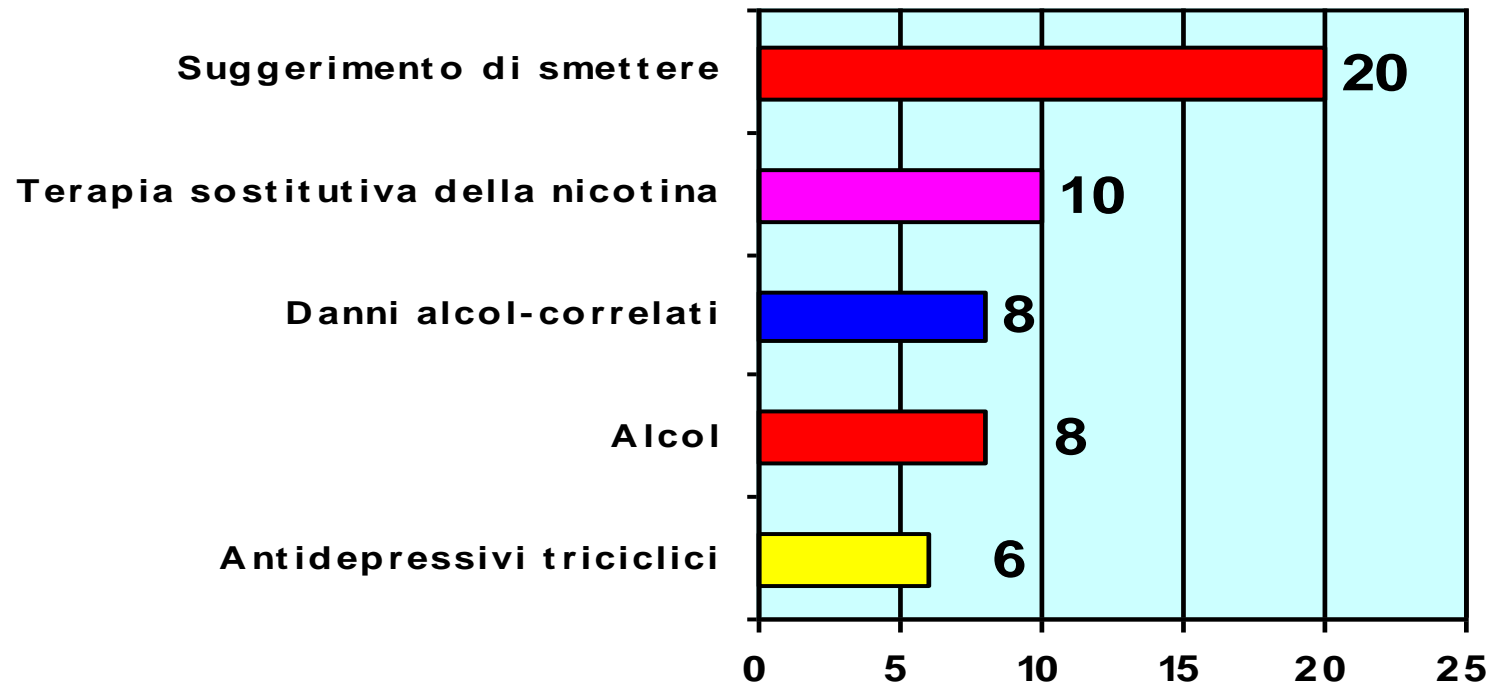 Suggerimento di smettere
20
Terapia sostitutiva della nicotina
10
Danni alcol-correlati
8
Alcol
8
Antidepressivi triciclici
6
0 5 10 15 20 25